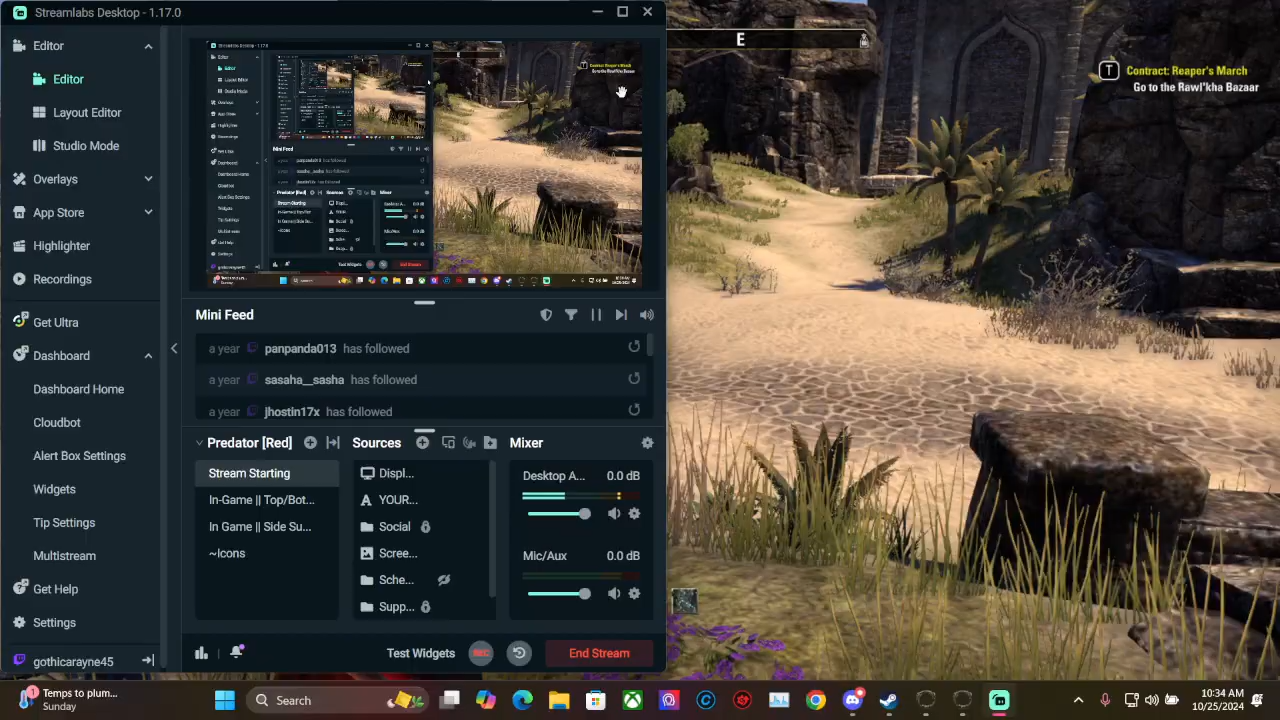 Streamlabs Desktop - 1.17.0
Editor
Editor
Layout Editor
Studio Mode
Overlays
App Store
Highlighter
Recordings
Get Ultra
Dashboard
Dashboard Home
Cloudbot
Alert Box Settings
Widgets
Tip Settings
Multistream
Get Help
Settings
gothicarayne45
Mini Feed
a year panpanda013 has followed
a year sasaha__sasha has followed
a year jhostin17x has followed
Predator [Red]
Stream Starting
In-Game || Top/Bot...
In Game || Side Su...
~Icons
Sources
Displ...
YOUR...
Social
Scree...
Sche...
Supp...
Mixer
Desktop A... 0.0 dB
Mic/Aux 0.0 dB
Test Widgets
REC
End Stream
E
T Contract: Reaper's March
Go to the Rawl'kha Bazaar
1
Temps to plum...
Sunday
Search
10:34 AM
10/25/2024